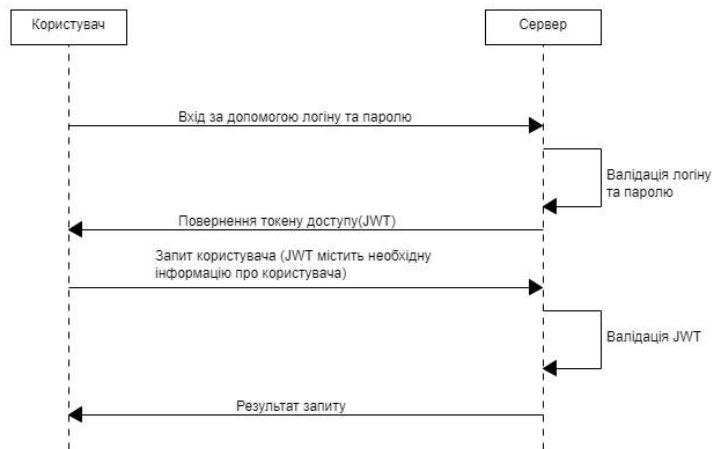 Користувач
Сервер
Вхід за допомогою логіну та паролю
Валідація логіну
та паролю
Повернення токену доступу(JWT)
Запит користувача (JWT містить необхідну
інформацію про користувача)
Валідація JWT
Результат запиту